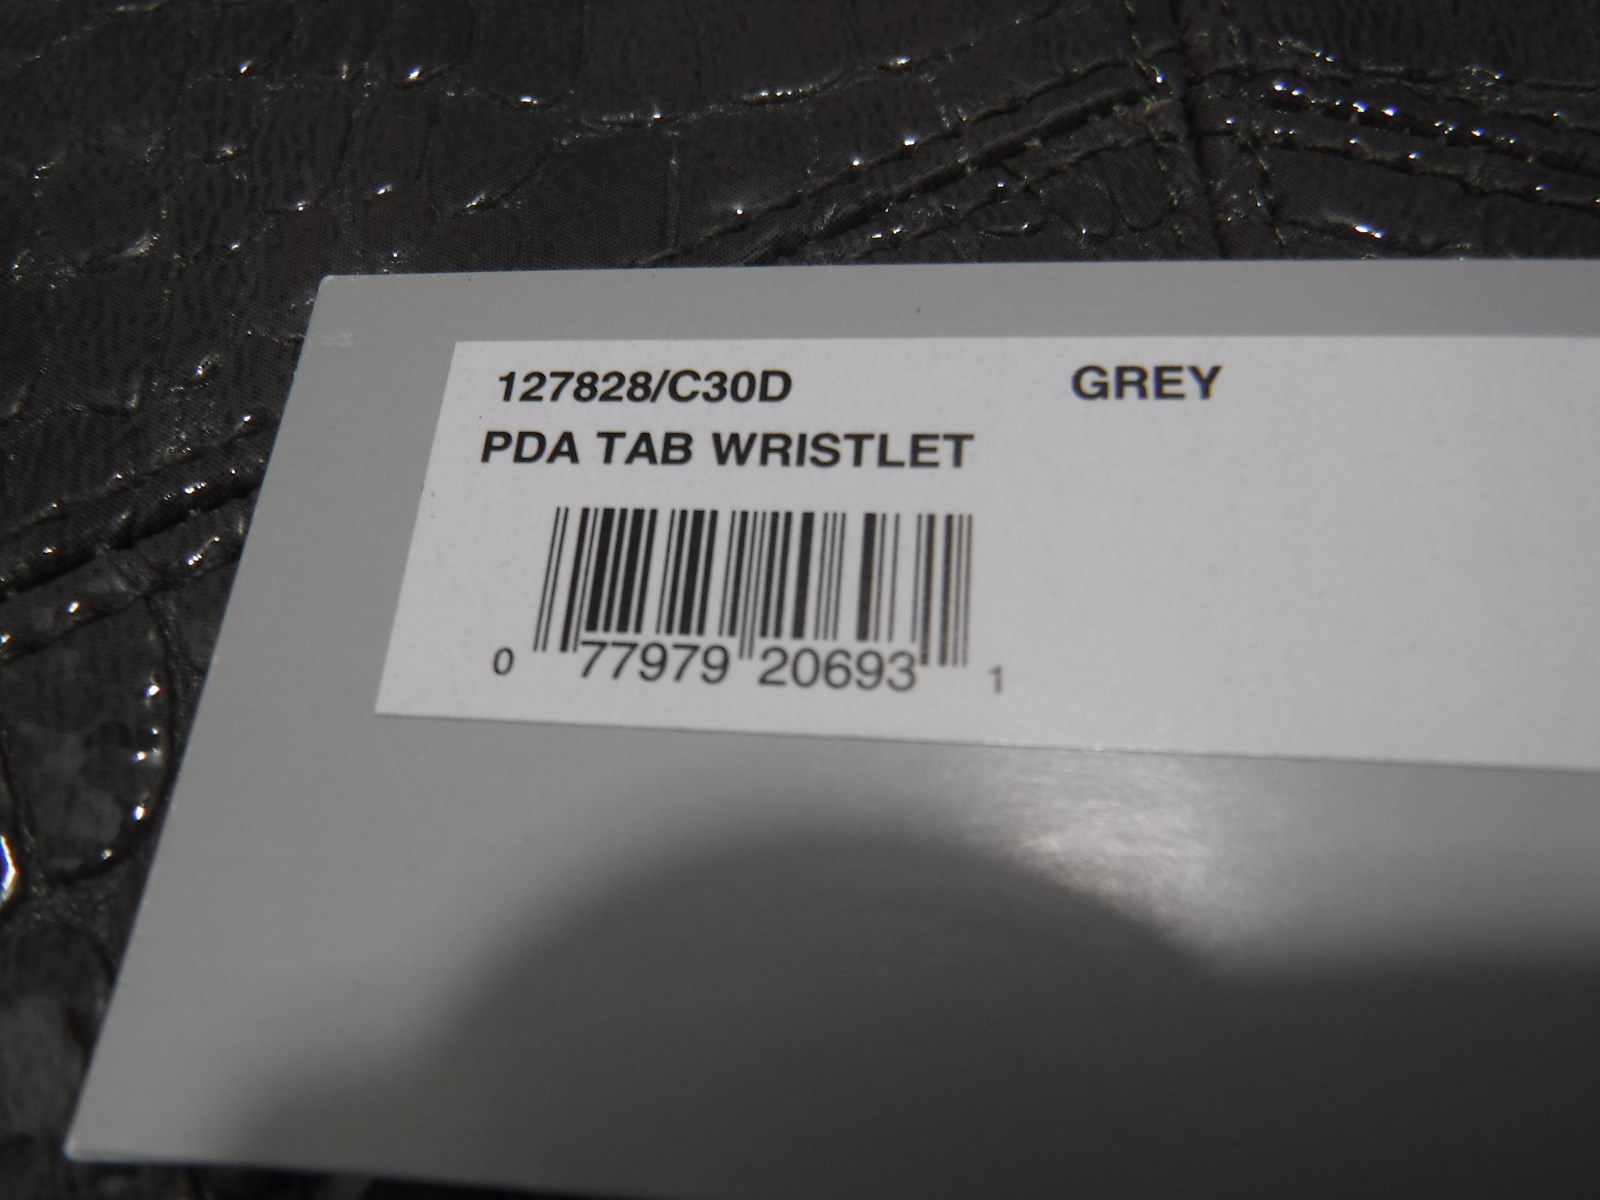 127828/C30D GREY
PDA TAB WRISTLET
0 77979 20693 1